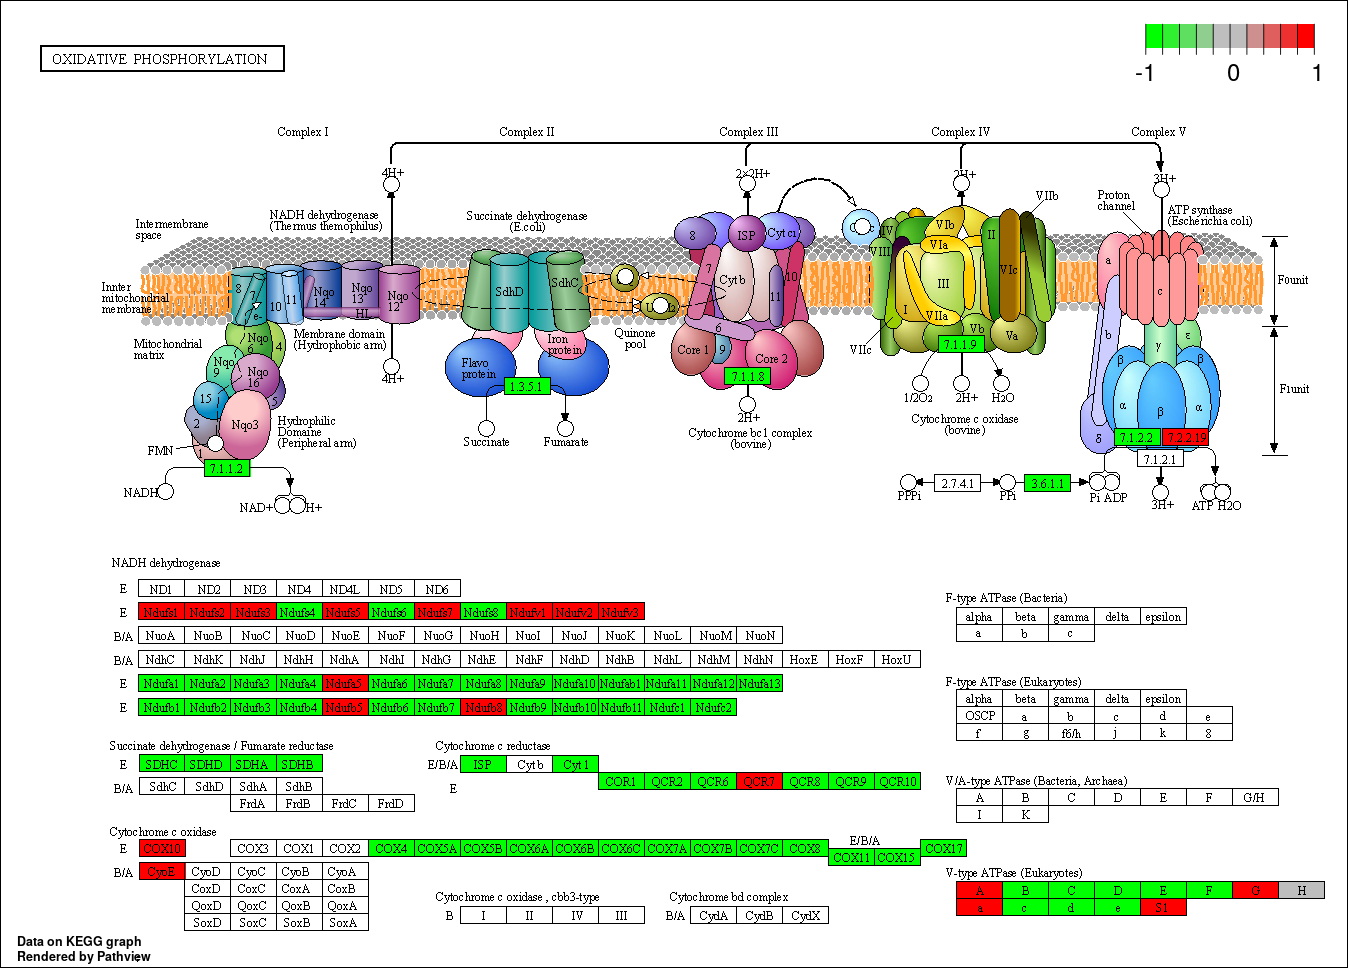 OXIDATIVE PHOSPHORYLATION
-1 0 1
Complex I Complex II Complex III Complex IV Complex V
4H+ 2×2H+ 2H+ 3H+
NADH dehydrogenase
(Thermus themophilus)
Succinate dehydrogenase
(E.coli)
Intermembrane
space
Innter
mitochondrial
membrane
Mitochondrial
matrix
8 10 11 Nqo 14 Nqo 13 Nqo 12
e- HL
Nqo 6 4
Nqo 9
Nqo 16
15 5
2 Nqo3
1
Membrane domain
(Hydrophobic arm)
Hydrophilic
Domaine
(Peripheral arm)
FMN
7.1.1.2
NADH NAD+ H+
4H+
SdhD SdhC
Flavo
protein
Iron
protein
1.3.5.1
Succinate Fumarate
Quinone
pool
8 ISP Cyt c1
7 Cyt b 10
11
6
Core 1 9 Core 2
7.1.1.8
2H+
Cytochrome bc1 complex
(bovine)
VIIb
IV VIb II
VIII VIa VIc
III
I VIIa Vb Va
VIIc
7.1.1.9
1/2O2 2H+ H2O
Cytochrome c oxidase
(bovine)
Proton
channel
ATP synthase
(Escherichia coli)
a c
b γ ε
β β
α β α
δ
F0unit
F1unit
7.1.2.2 7.2.2.19
7.1.2.1
PPPi 2.7.4.1 PPi 3.6.1.1 Pi ADP 3H+ ATP H2O
NADH dehydrogenase
E ND1 ND2 ND3 ND4 ND4L ND5 ND6
E Ndufs1 Ndufs2 Ndufs3 Ndufs4 Ndufs5 Ndufs6 Ndufs7 Ndufs8 Ndufv1 Ndufv2 Ndufv3
B/A NuoA NuoB NuoC NuoD NuoE NuoF NuoG NuoH NuoI NuoJ NuoK NuoL NuoM NuoN
B/A NdhC NdhK NdhJ NdhH NdhA NdhI NdhG NdhE NdhF NdhD NdhB NdhL NdhM NdhN HoxE HoxF HoxU
E Ndufa1 Ndufa2 Ndufa3 Ndufa4 Ndufa5 Ndufa6 Ndufa7 Ndufa8 Ndufa9 Ndufa10 Ndufab1 Ndufa11 Ndufa12 Ndufa13
E Ndufb1 Ndufb2 Ndufb3 Ndufb4 Ndufb5 Ndufb6 Ndufb7 Ndufb8 Ndufb9 Ndufb10 Ndufb11 Ndufc1 Ndufc2
Succinate dehydrogenase / Fumarate reductase
E SDHC SDHD SDHA SDHB
B/A SdhC SdhD SdhA SdhB
FrdA FrdB FrdC FrdD
Cytochrome c reductase
E/B/A ISP Cyt b Cyt 1
E COR1 QCR2 QCR6 QCR7 QCR8 QCR9 QCR10
Cytochrome c oxidase
E COX10 COX3 COX1 COX2 COX4 COX5A COX5B COX6A COX6B COX6C COX7A COX7B COX7C COX8
E/B/A
COX11 COX15 COX17
B/A CyoE CyoD CyoC CyoB CyoA
CoxD CoxC CoxA CoxB
QoxD QoxC QoxB QoxA
SoxD SoxC SoxB SoxA
Cytochrome c oxidase , cbb3-type
B I II IV III
Cytochrome bd complex
B/A CydA CydB CydX
F-type ATPase (Bacteria)
alpha beta gamma delta epsilon
a b c
F-type ATPase (Eukaryotes)
alpha beta gamma delta epsilon
OSCP a b c d e
f g f6/h j k 8
V/A-type ATPase (Bacteria, Archaea)
A B C D E F G/H
I K
V-type ATPase (Eukaryotes)
A B C D E F G H
a c d e S1
Data on KEGG graph
Rendered by Pathview